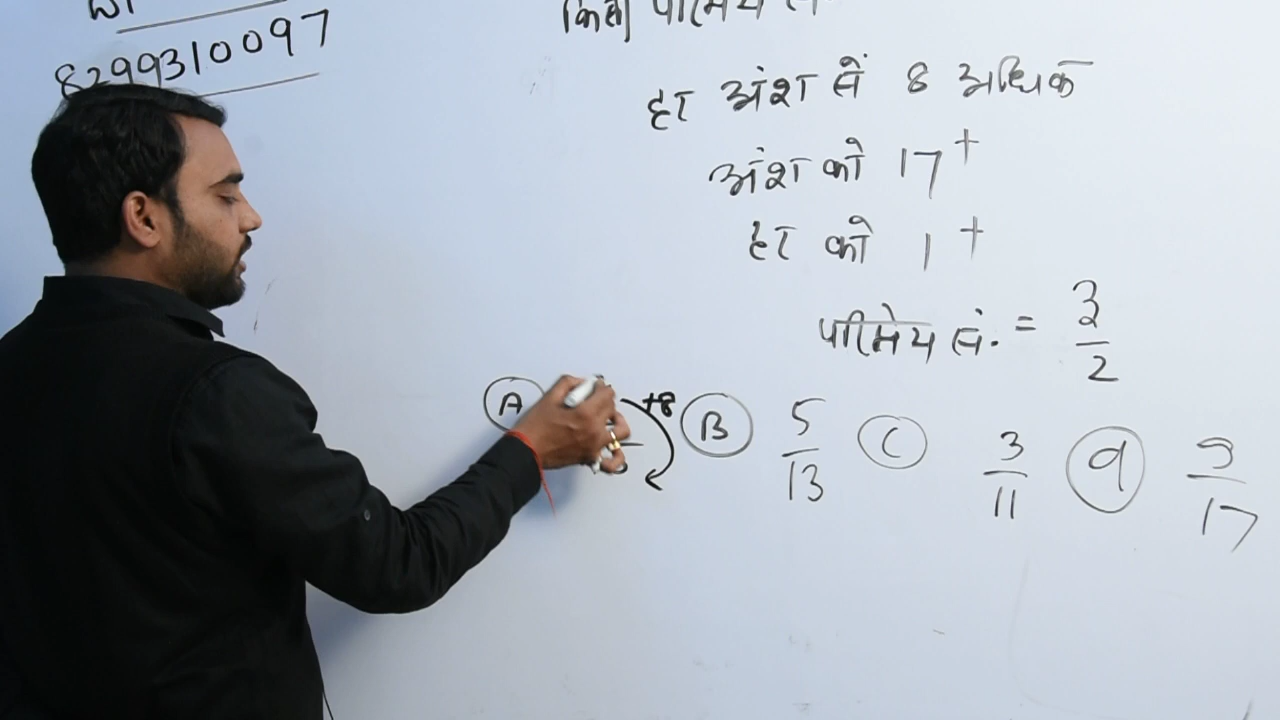 8299310097
किसी परिमेय सं.
हर अंश से 8 अधिक
अंश को 17 +
हर को 1 +
परिमेय सं. = 3/2
A +8 B 5/13 C 3/11 d 9/17